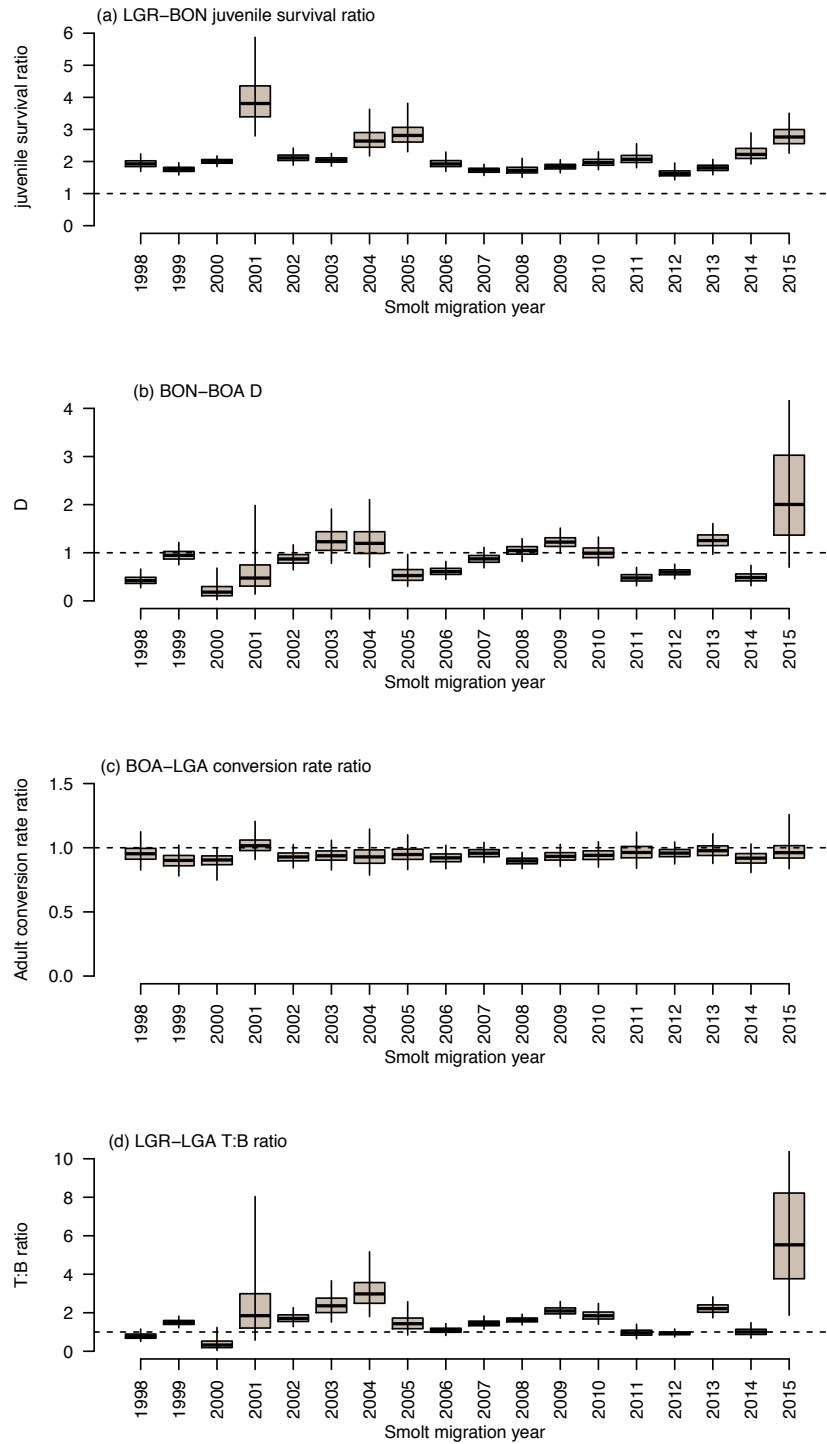 (a) LGR−BON juvenile survival ratio
juvenile survival ratio
6
5
4
3
2
1
0
1998 1999 2000 2001 2002 2003 2004 2005 2006 2007 2008 2009 2010 2011 2012 2013 2014 2015
Smolt migration year
(b) BON−BOA D
D
4
3
2
1
0
1998 1999 2000 2001 2002 2003 2004 2005 2006 2007 2008 2009 2010 2011 2012 2013 2014 2015
Smolt migration year
(c) BOA−LGA conversion rate ratio
Adult conversion rate ratio
1.5
1.0
0.5
0.0
1998 1999 2000 2001 2002 2003 2004 2005 2006 2007 2008 2009 2010 2011 2012 2013 2014 2015
Smolt migration year
(d) LGR−LGA T:B ratio
T:B ratio
10
8
6
4
2
0
1998 1999 2000 2001 2002 2003 2004 2005 2006 2007 2008 2009 2010 2011 2012 2013 2014 2015
Smolt migration year